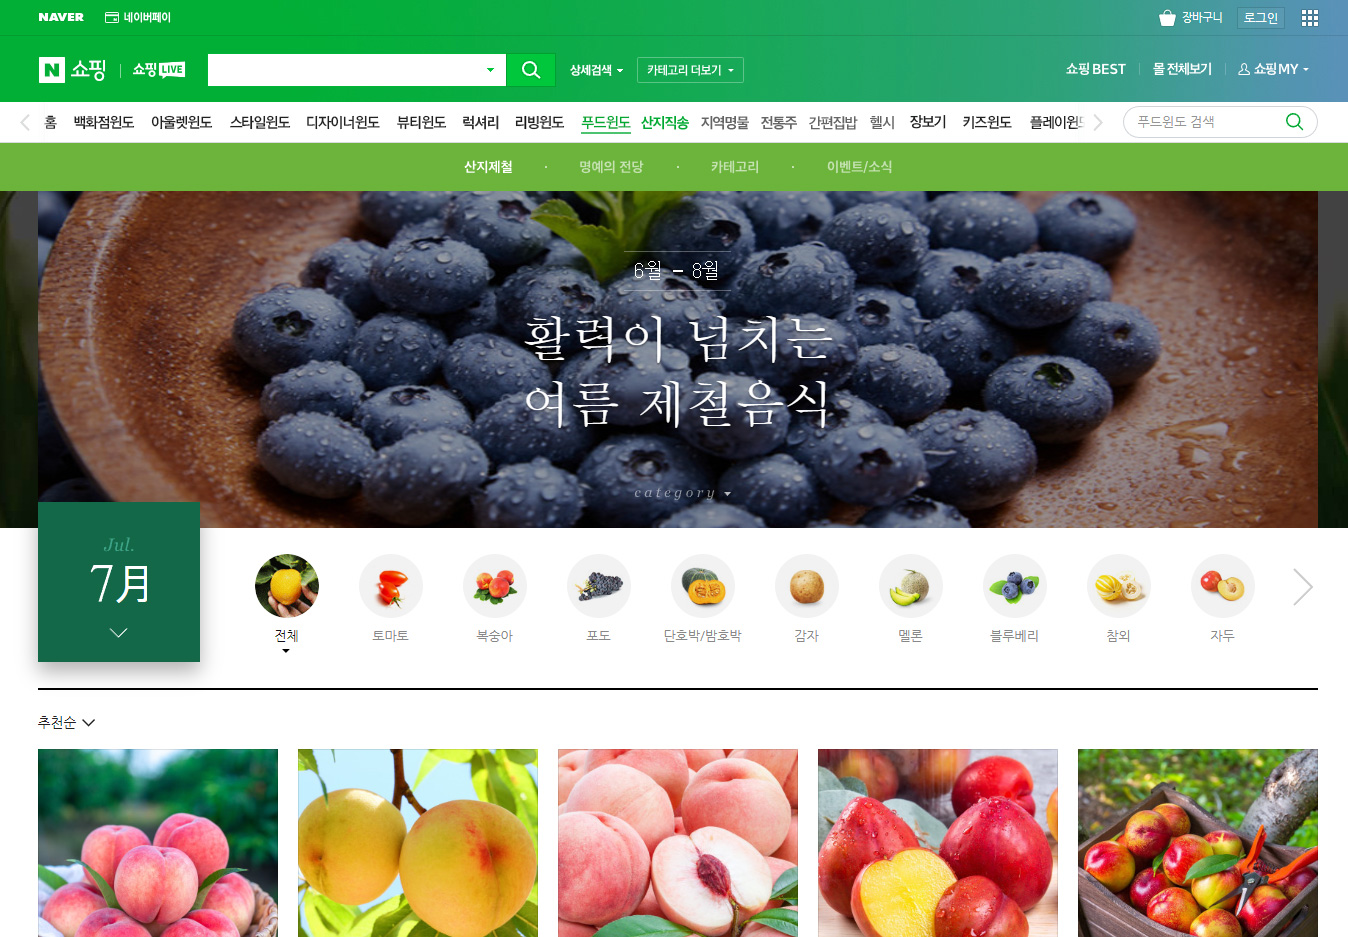 NAVER 네이버페이 장바구니 로그인
N 쇼핑 쇼핑 LIVE 상세검색 카테고리 더보기 쇼핑 BEST 몰 전체보기 쇼핑 MY
홈 백화점윈도 아울렛윈도 스타일윈도 디자이너윈도 뷰티윈도 럭셔리 리빙윈도 푸드윈도 산지직송 지역명물 전통주 간편집밥 헬시 장보기 키즈윈도 플레이윈도 푸드윈도 검색
산지제철 · 명예의 전당 · 카테고리 · 이벤트/소식
6월 – 8월
활력이 넘치는
여름 제철음식
category
Jul.
7月
전체 토마토 복숭아 포도 단호박/밤호박 감자 멜론 블루베리 참외 자두
추천순